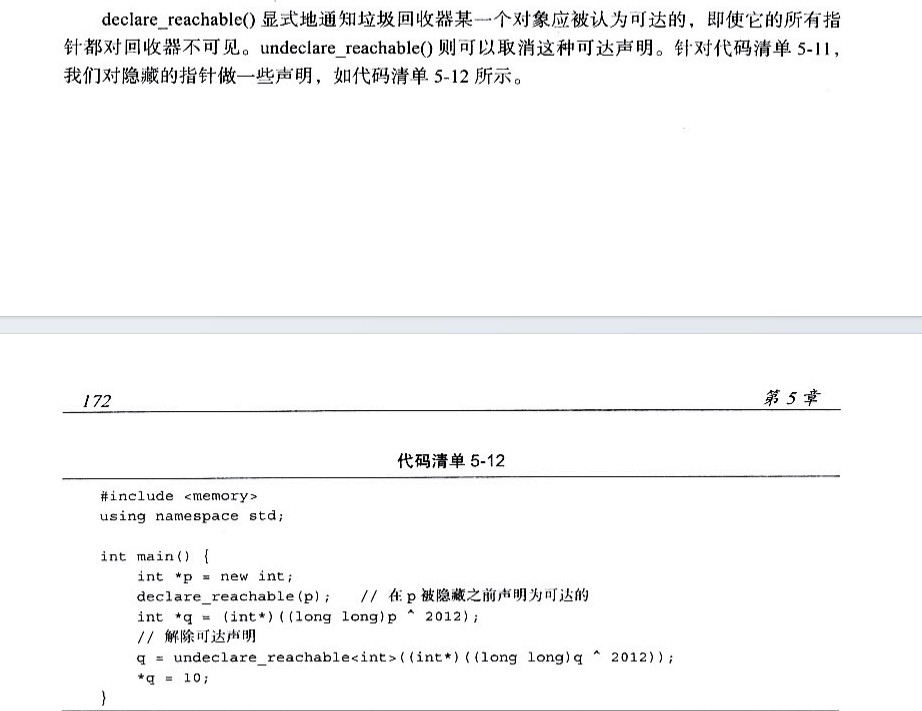 declare_reachable() 显式地通知垃圾回收器某一个对象应被认为可达的，即使它的所有指
针都对回收器不可见。undeclare_reachable() 则可以取消这种可达声明。针对代码清单 5-11，
我们对隐藏的指针做一些声明，如代码清单 5-12 所示。
172 第 5 章
代码清单 5-12
#include <memory>
using namespace std;
int main() {
int *p = new int;
declare_reachable(p); // 在 p 被隐藏之前声明为可达的
int *q = (int*)((long long)p ^ 2012);
// 解除可达声明
q = undeclare_reachable<int>((int*)((long long)q ^ 2012));
*q = 10;
}